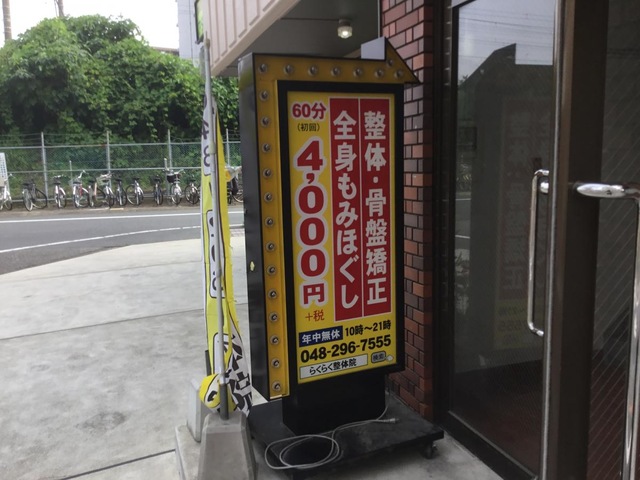 整体・骨盤矯正
全身もみほぐし
60分
(初回)
4,000円
+税
年中無休 10時~21時
048-296-7555
らくらく整体院 検索